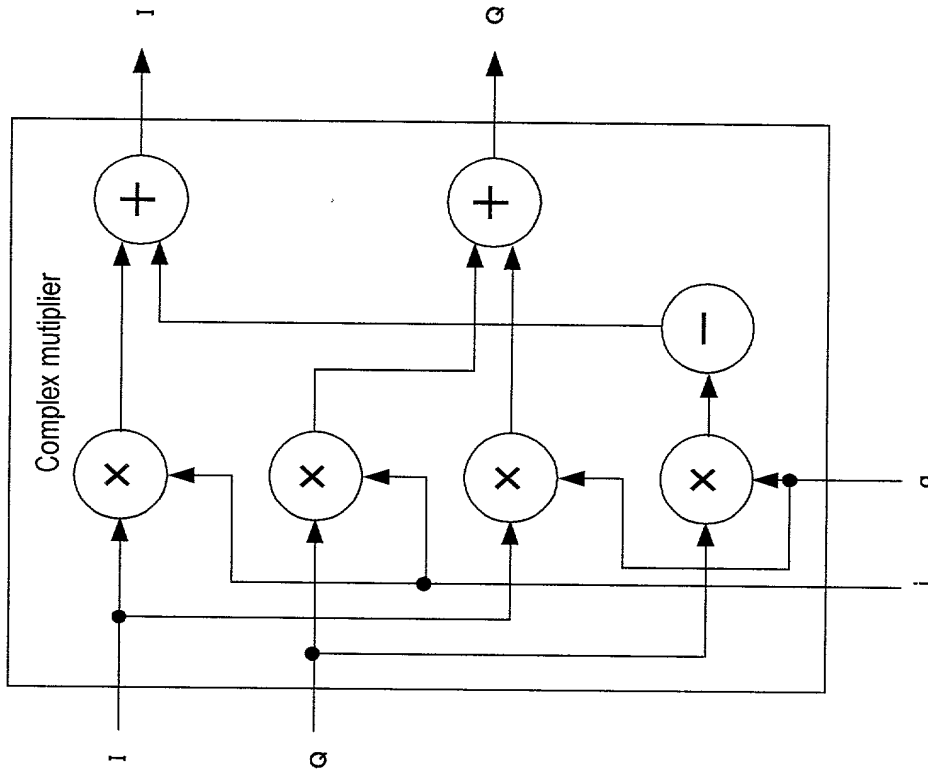 I
Q
Complex mutiplier
×
×
×
×
+
+
−
I
Q
i
q